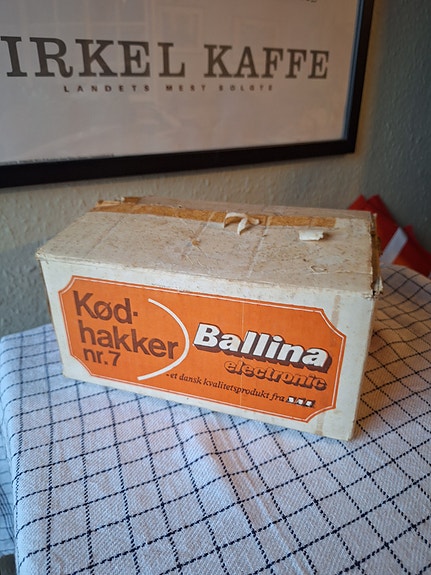 IRKEL KAFFE
LANDETS MEST SOLGTE
Kød-
hakker
nr.7
Ballina
electronic
- et dansk kvalitetsprodukt fra